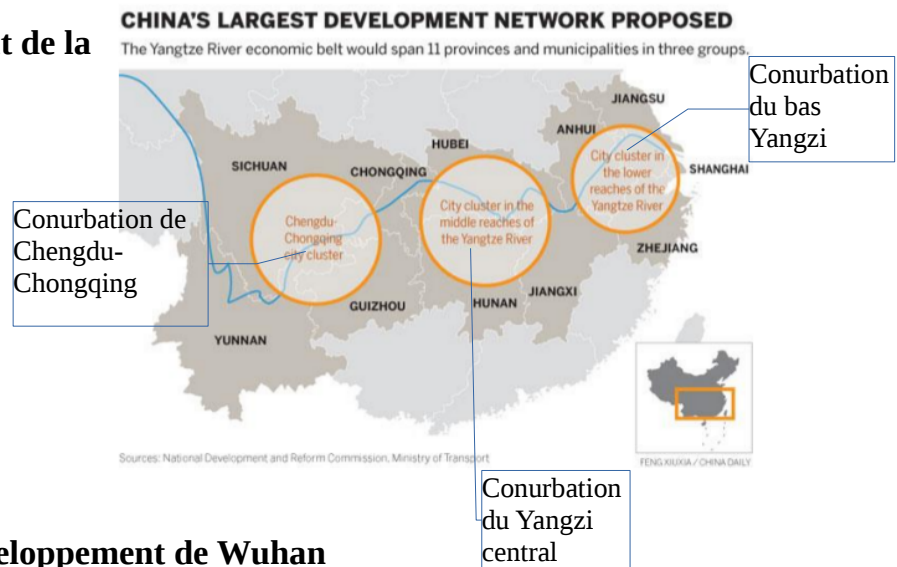 t de la
CHINA'S LARGEST DEVELOPMENT NETWORK PROPOSED
The Yangtze River economic belt would span 11 provinces and municipalities in three groups.
Conurbation
du bas
Yangzi
JIANGSU
ANHUI
HUBEI
SICHUAN
CHONGQING
SHANGHAI
City cluster in
the lower
reaches of the
Yangtze River
City cluster in the
middle reaches of
the Yangtze River
Chengdu-
Chongqing
city cluster
Conurbation de
Chengdu-
Chongqing
ZHEJIANG
JIANGXI
HUNAN
GUIZHOU
YUNNAN
Sources: National Development and Reform Commission, Ministry of Transport
FENG XIUXIA / CHINA DAILY
Conurbation
du Yangzi
central
eloppement de Wuhan